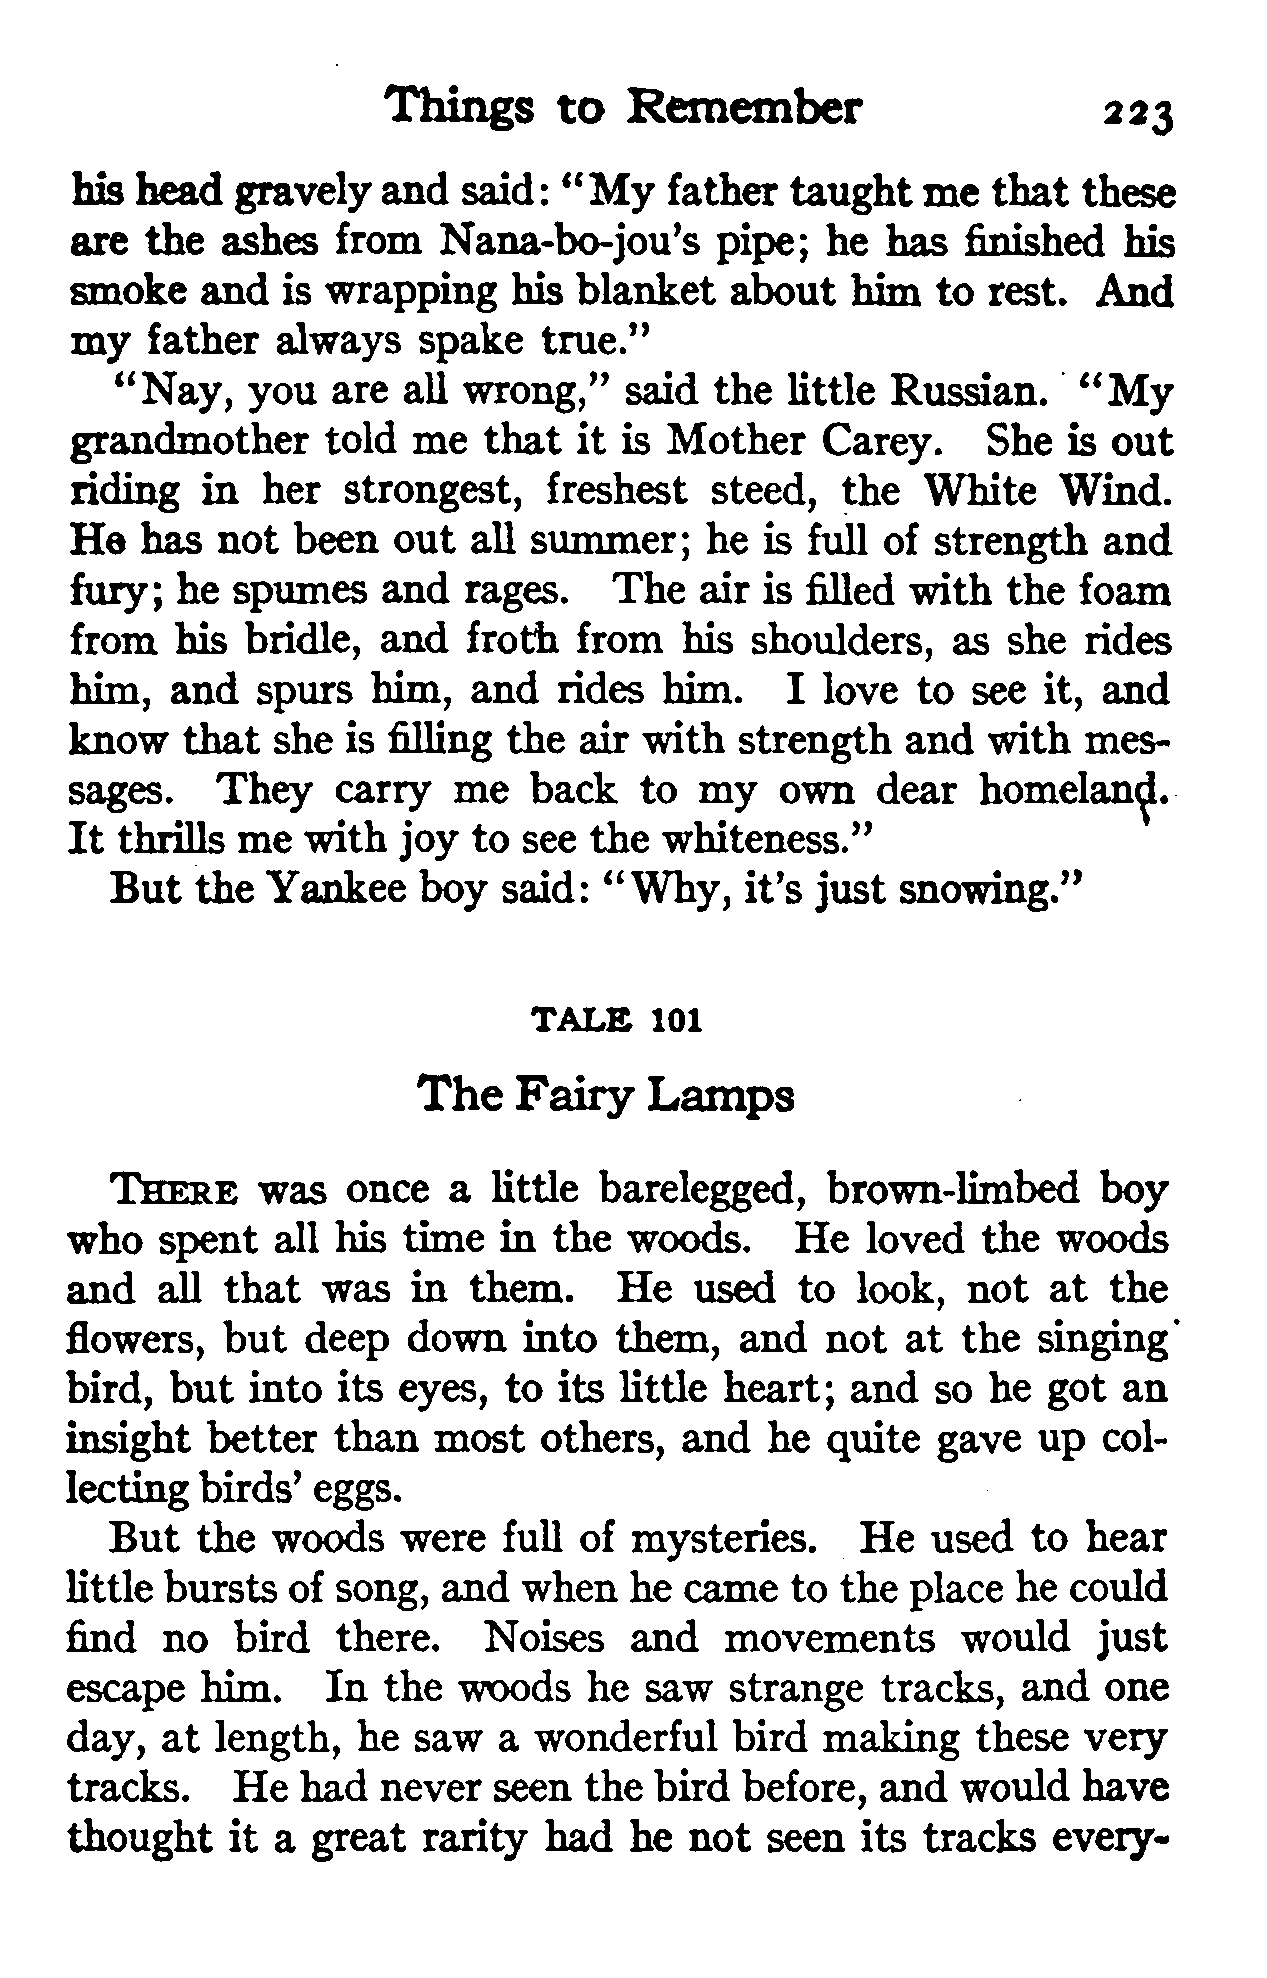 Things to Remember 223
his head gravely and said: “My father taught me that these
are the ashes from Nana-bo-jou's pipe; he has finished his
smoke and is wrapping his blanket about him to rest. And
my father always spake true.”
“Nay, you are all wrong,” said the little Russian. “My
grandmother told me that it is Mother Carey. She is out
riding in her strongest, freshest steed, the White Wind.
He has not been out all summer; he is full of strength and
fury; he spumes and rages. The air is filled with the foam
from his bridle, and froth from his shoulders, as she rides
him, and spurs him, and rides him. I love to see it, and
know that she is filling the air with strength and with mes-
sages. They carry me back to my own dear homeland.
It thrills me with joy to see the whiteness.”
But the Yankee boy said: “Why, it's just snowing.”
TALE 101
The Fairy Lamps
THERE was once a little barelegged, brown-limbed boy
who spent all his time in the woods. He loved the woods
and all that was in them. He used to look, not at the
flowers, but deep down into them, and not at the singing
bird, but into its eyes, to its little heart; and so he got an
insight better than most others, and he quite gave up col-
lecting birds' eggs.
But the woods were full of mysteries. He used to hear
little bursts of song, and when he came to the place he could
find no bird there. Noises and movements would just
escape him. In the woods he saw strange tracks, and one
day, at length, he saw a wonderful bird making these very
tracks. He had never seen the bird before, and would have
thought it a great rarity had he not seen its tracks every-